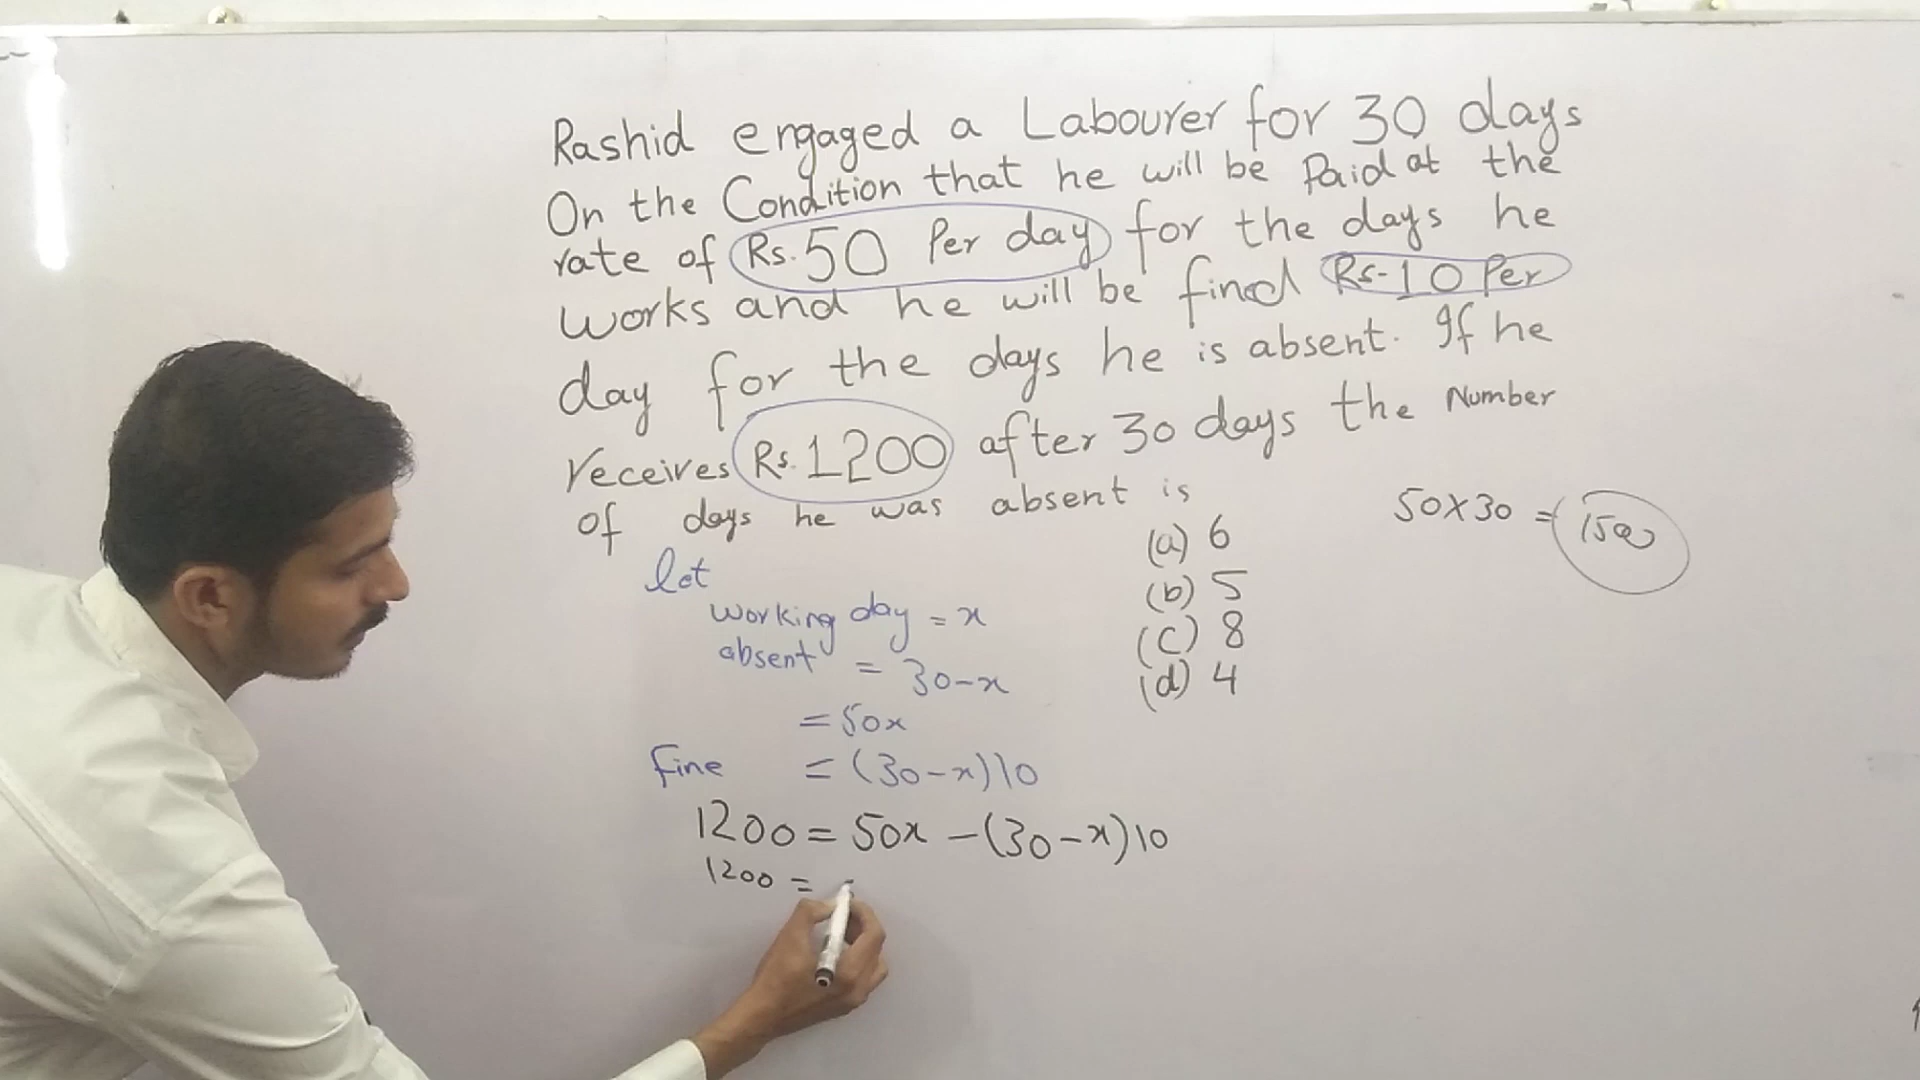 Rashid engaged a Labourer for 30 days
On the Condition that he will be Paid at the
rate of Rs. 50 Per day for the days he
works and he will be fined Rs-10 Per
day for the days he is absent. If he
receives Rs. 1200 after 30 days the Number
of days he was absent is
(a) 6
(b) 5
(c) 8
(d) 4
50X30 = 1500
let
working day = x
absent = 30-x
= 50x
Fine = (30-x)10
1200 = 50x - (30-x)10
1200 =